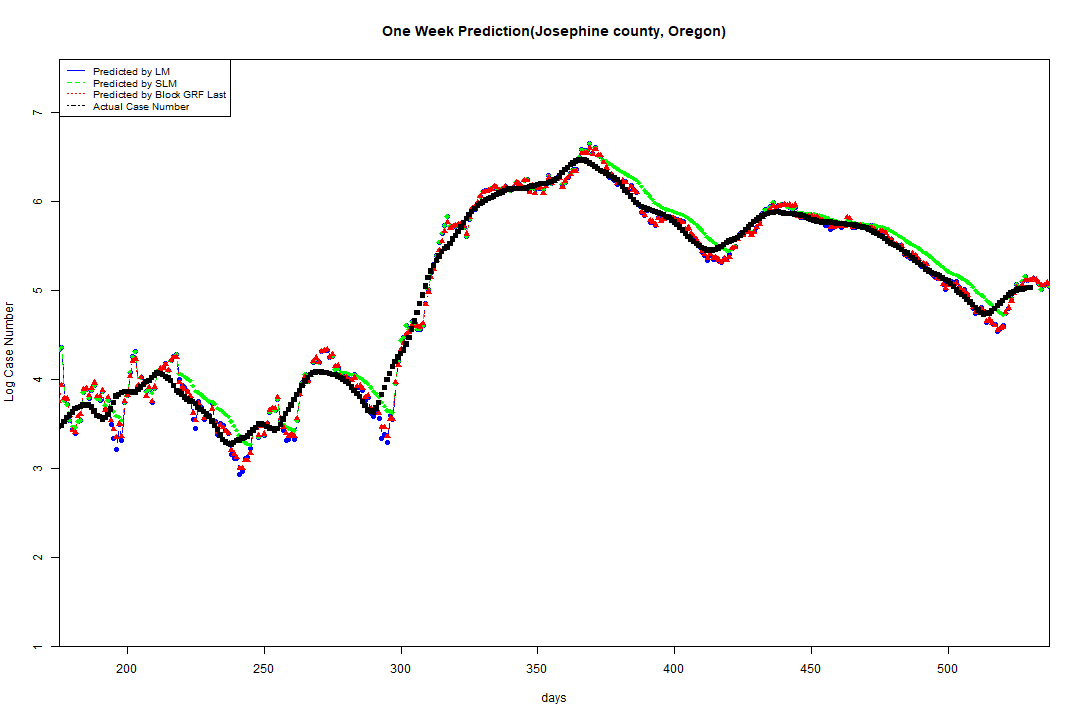 One Week Prediction(Josephine county, Oregon)
Predicted by LM
Predicted by SLM
Predicted by Block GRF Last
Actual Case Number
7
6
5
4
3
2
1
Log Case Number
200 250 300 350 400 450 500
days